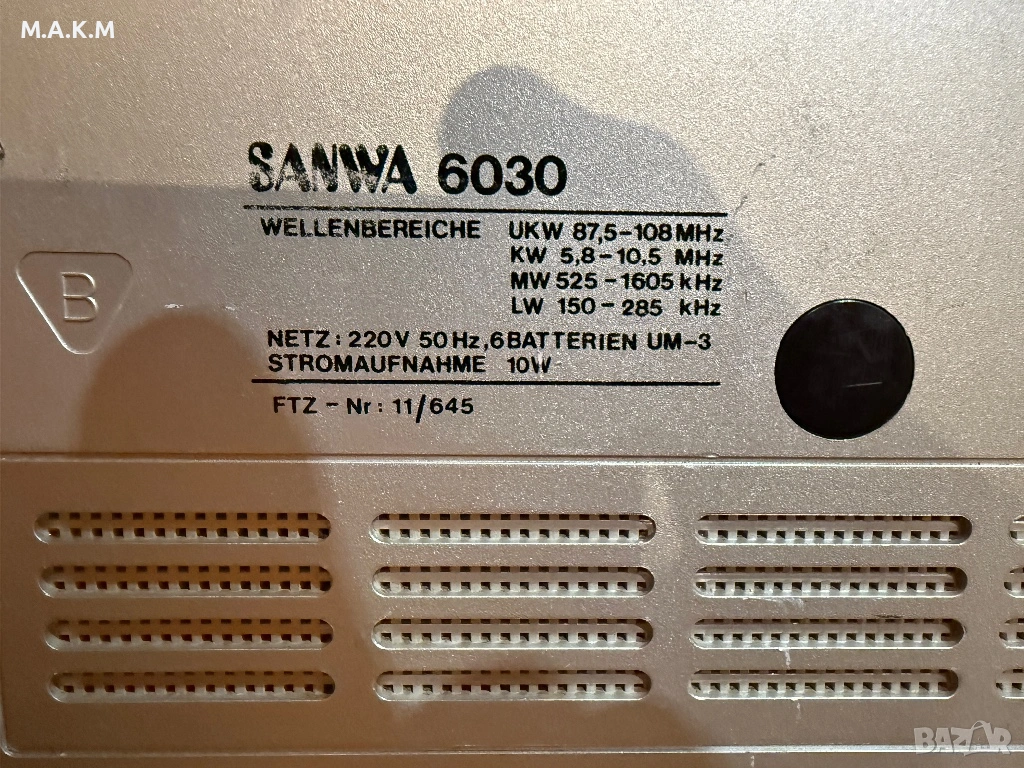 M.A.K.M
SANWA 6030
WELLENBEREICHE UKW 87,5-108 MHz
KW 5,8-10,5 MHz
MW 525-1605 kHz
LW 150-285 kHz
B
NETZ: 220V 50Hz, 6 BATTERIEN UM-3
STROMAUFNAHME 10W
FTZ - Nr: 11/645
BAZAR